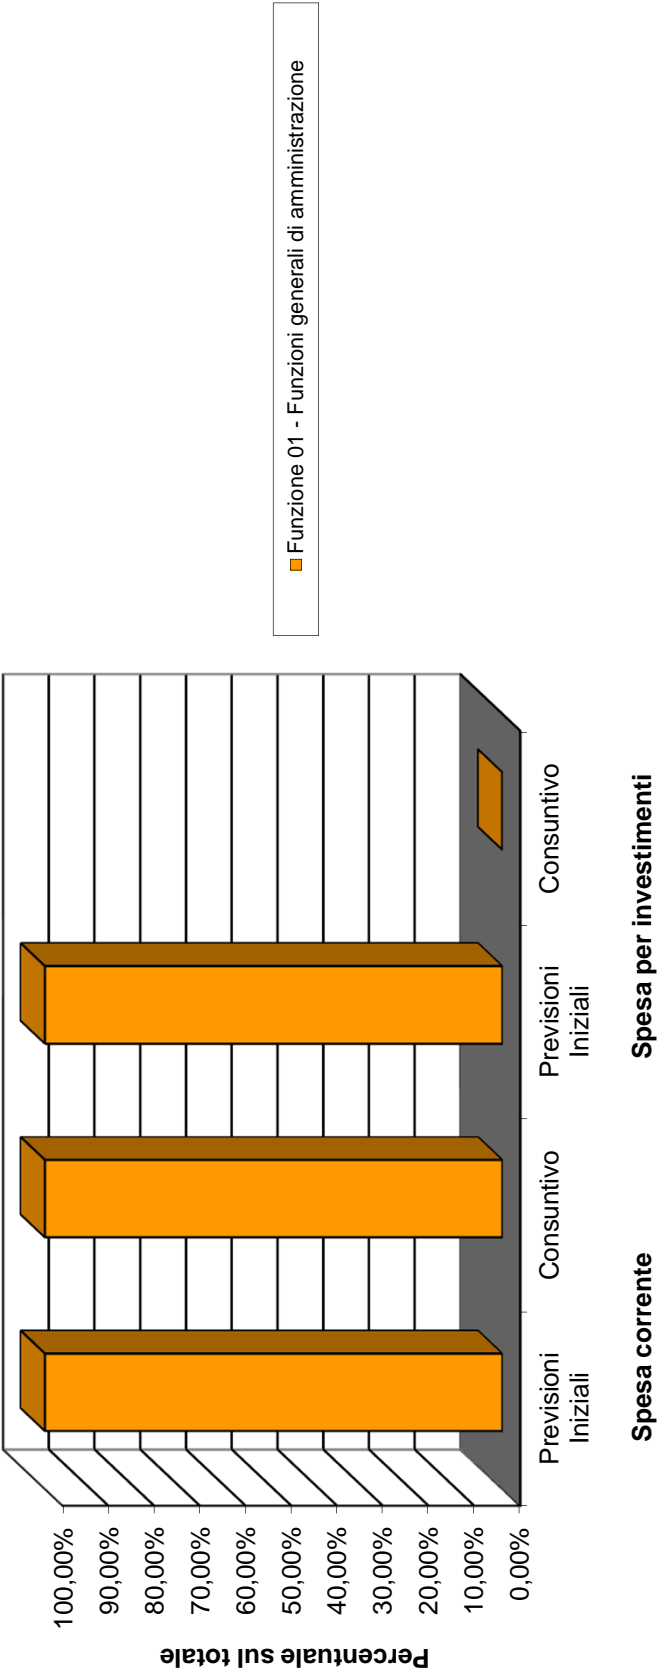 Funzione 01 - Funzioni generali di amministrazione
Percentuale sul totale
100,00%
90,00%
80,00%
70,00%
60,00%
50,00%
40,00%
30,00%
20,00%
10,00%
0,00%
Previsioni
Iniziali
Consuntivo
Previsioni
Iniziali
Consuntivo
Spesa corrente
Spesa per investimenti